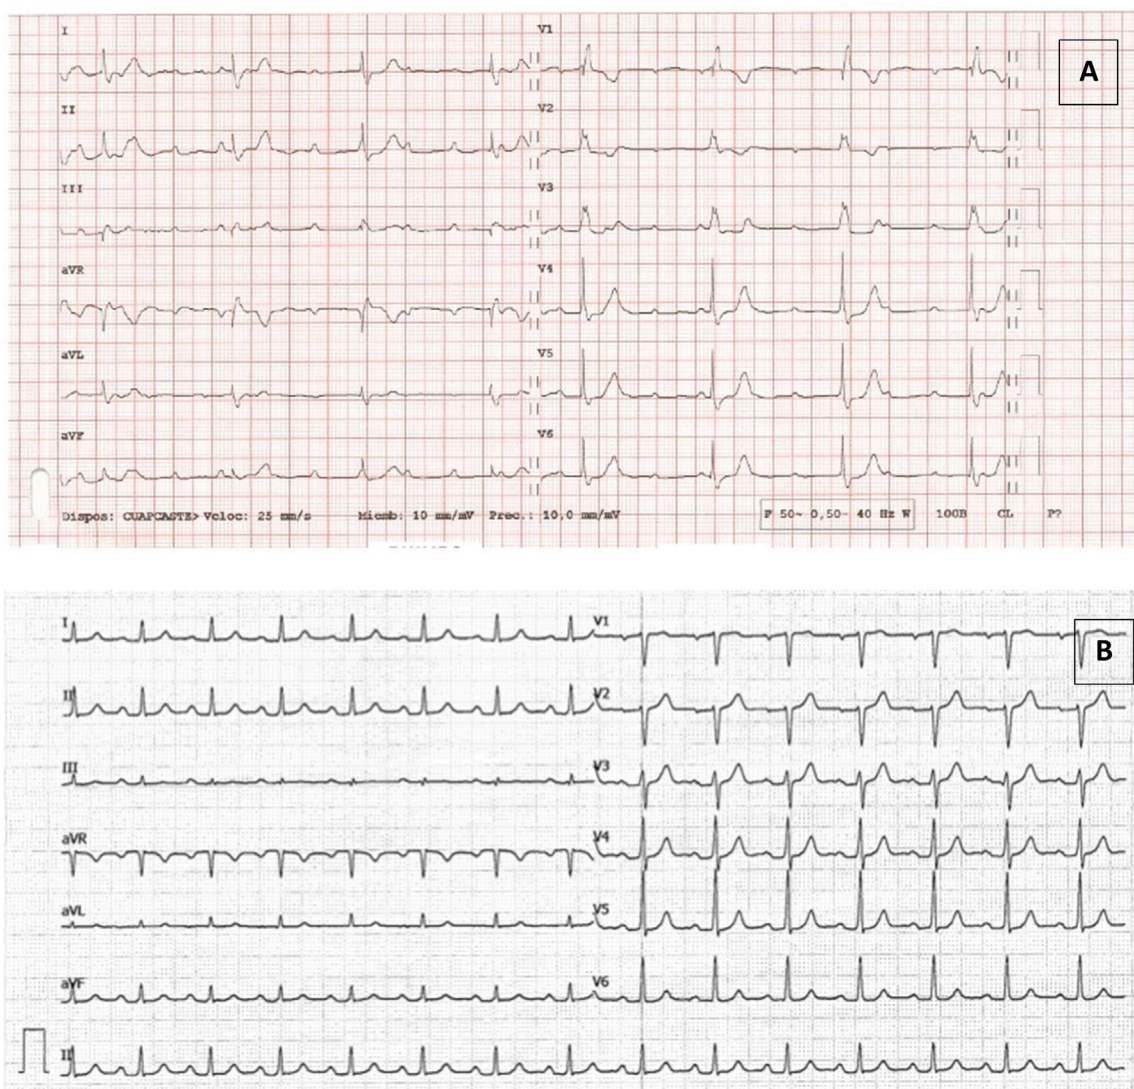 I V1
A
II V2
III V3
aVR V4
aVL V5
aVF V6
Veloc: 25 mm/s Miemb: 10 mm/mV Prec.: 10,0 mm/mV F 50~ 0,50- 40 Hz W 100B CL P?
I V1
B
II V2
III V3
aVR V4
aVL V5
aVF V6
II